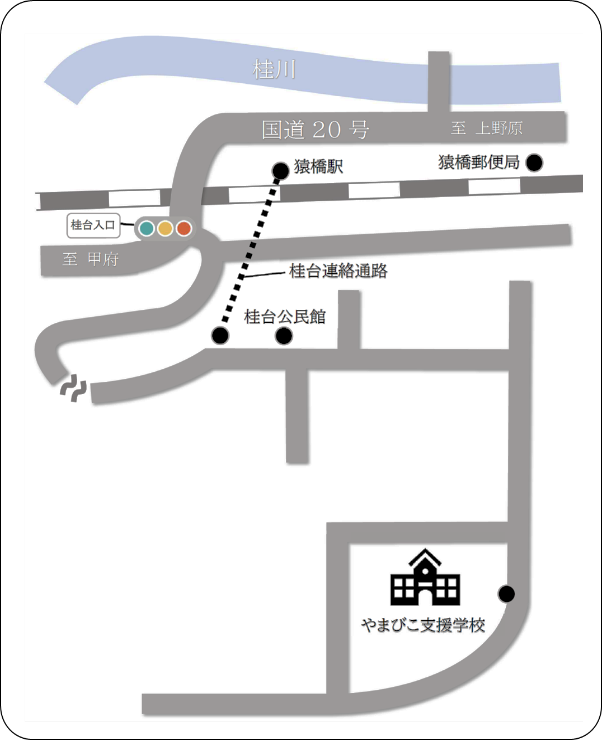 桂川
国道 20 号
至 上野原
猿橋駅
猿橋郵便局
桂台入口
至 甲府
桂台連絡通路
桂台公民館
やまびこ支援学校